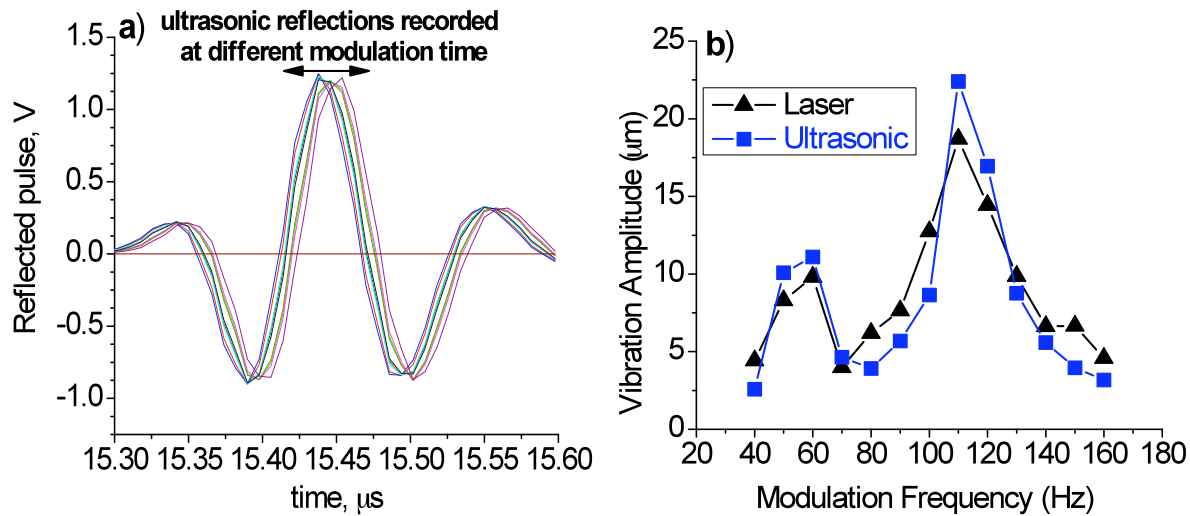 a) ultrasonic reflections recorded
at different modulation time
Reflected pulse, V
1.5
1.0
0.5
0.0
-0.5
-1.0
15.30 15.35 15.40 15.45 15.50 15.55 15.60
time, μs
b)
Laser
Ultrasonic
Vibration Amplitude (μm)
25
20
15
10
5
0
20 40 60 80 100 120 140 160 180
Modulation Frequency (Hz)